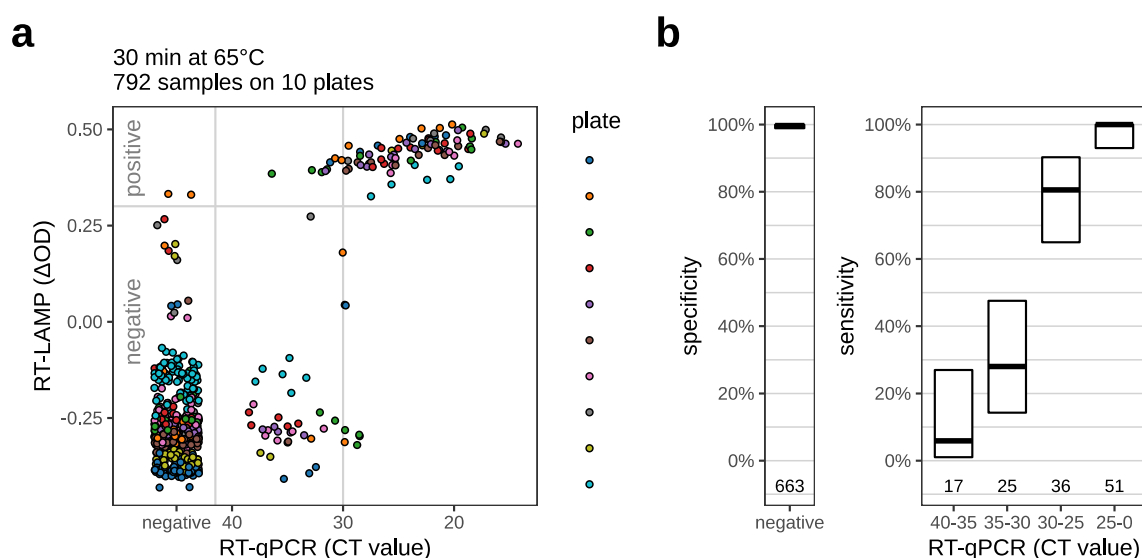 a
30 min at 65°C
792 samples on 10 plates
RT-LAMP (ΔOD)
0.50
0.25
0.00
-0.25
positive
negative
negative
40
30
20
RT-qPCR (CT value)
plate
b
specificity
100%
80%
60%
40%
20%
0%
663
negative
sensitivity
100%
80%
60%
40%
20%
0%
17
25
36
51
40-35
35-30
30-25
25-0
RT-qPCR (CT value)